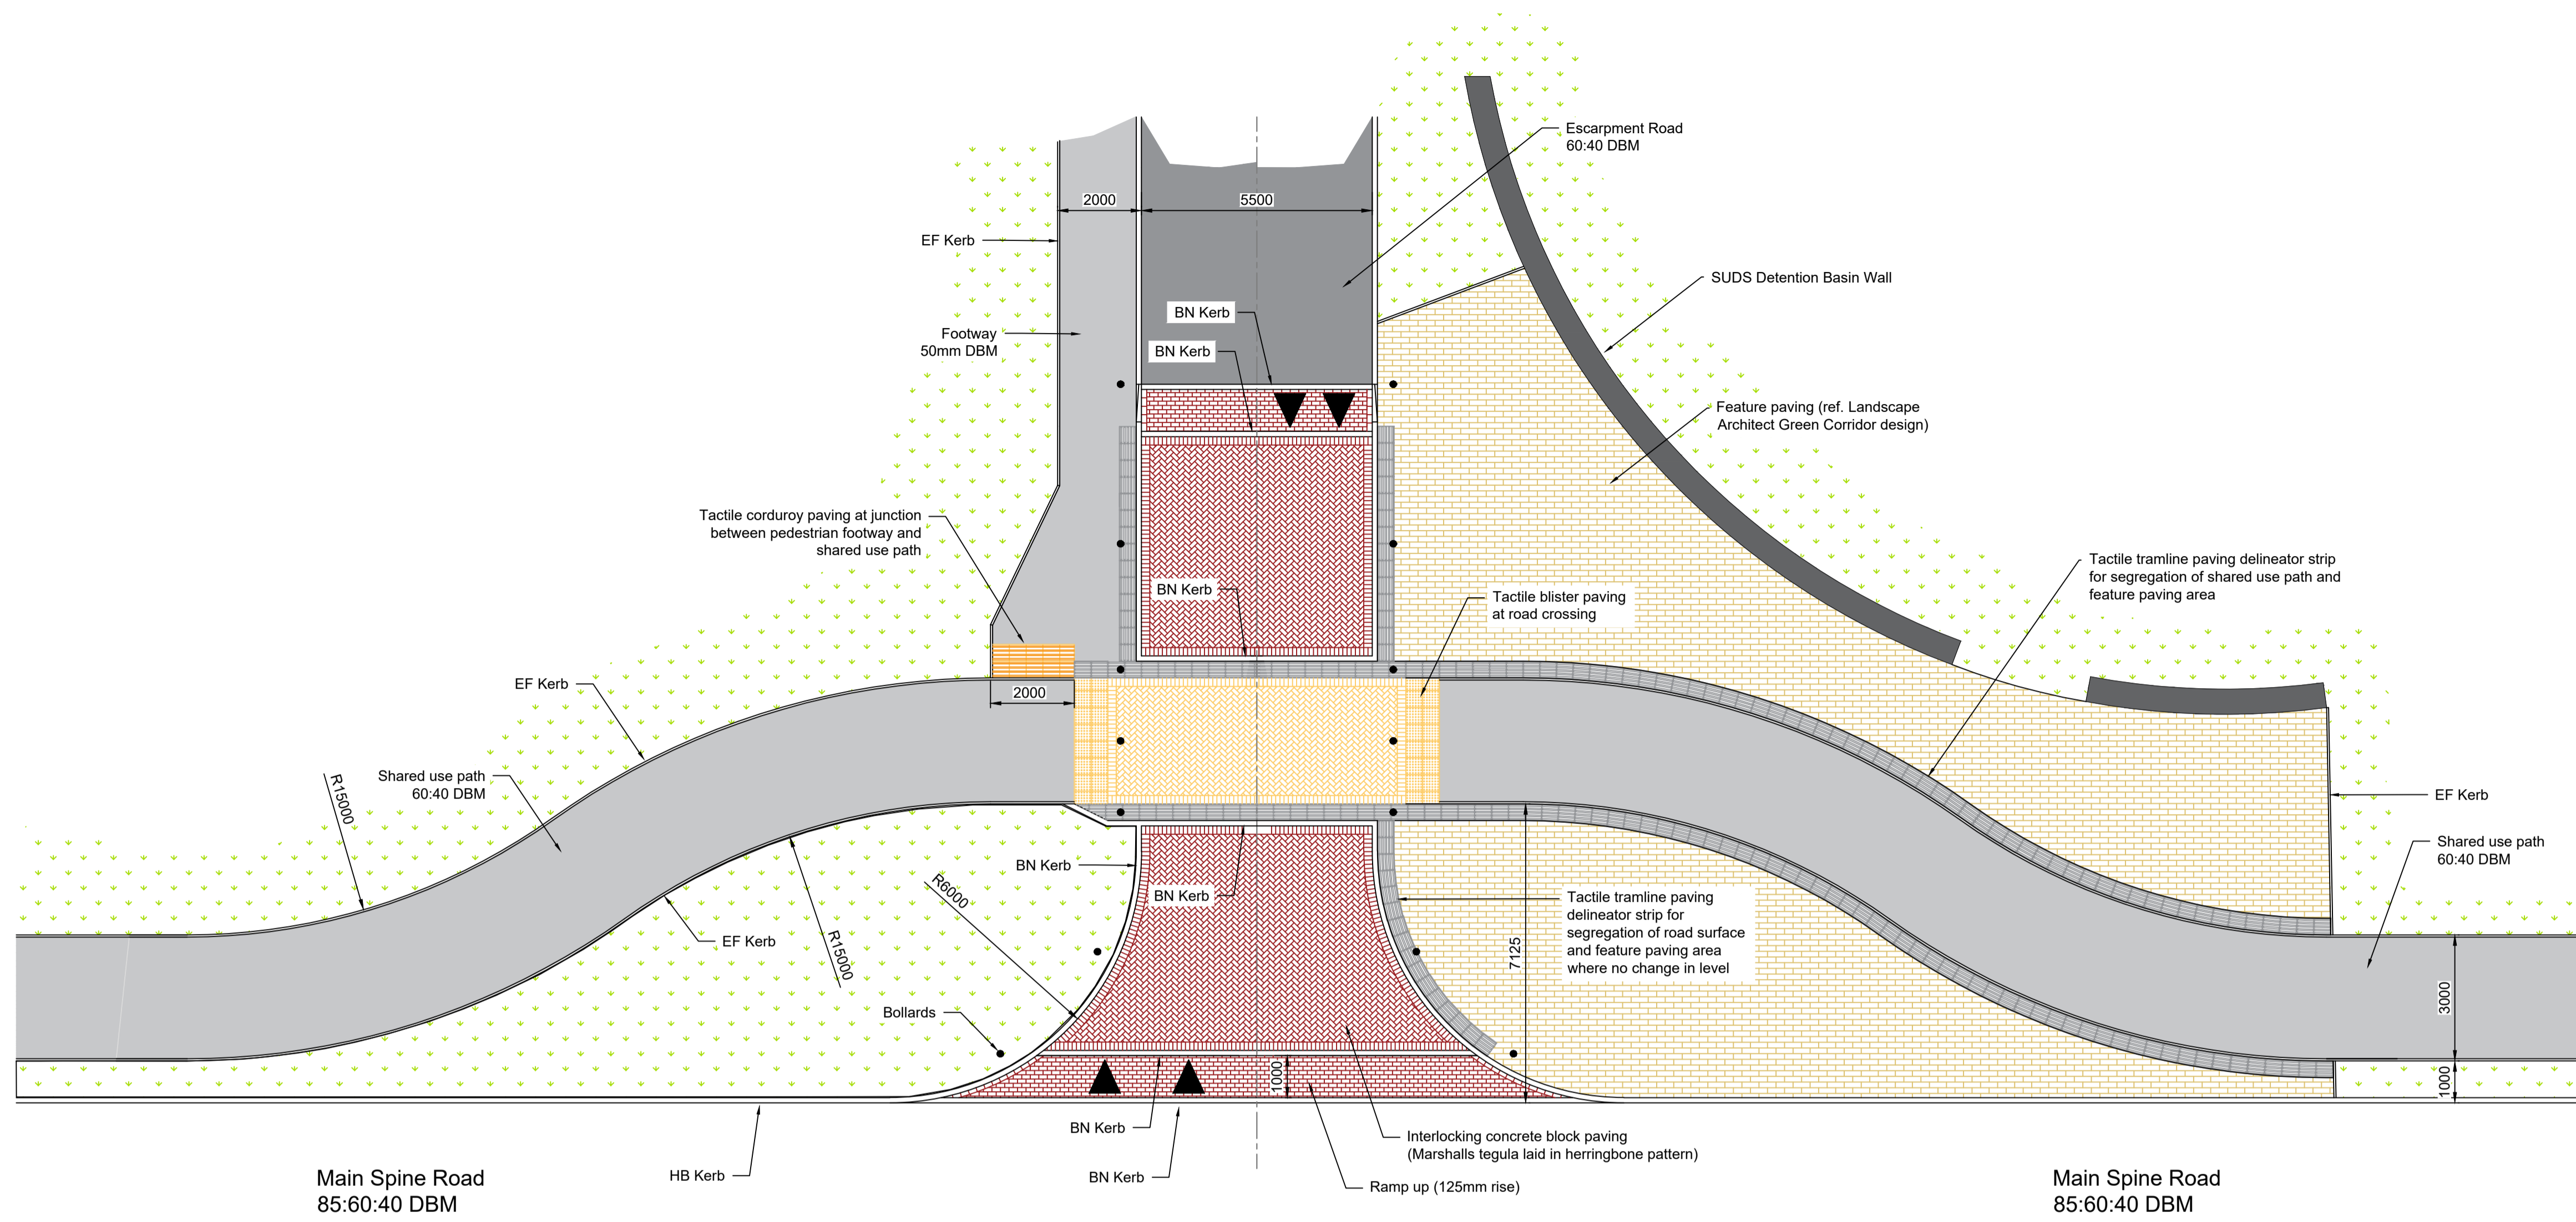 Escarpment Road
60:40 DBM
2000
5500
EF Kerb
SUDS Detention Basin Wall
BN Kerb
Footway
50mm DBM
BN Kerb
Feature paving (ref. Landscape
Architect Green Corridor design)
Tactile corduroy paving at junction
between pedestrian footway and
shared use path
Tactile tramline paving delineator strip
for segregation of shared use path and
feature paving area
BN Kerb
Tactile blister paving
at road crossing
EF Kerb
2000
Shared use path
60:40 DBM
R15000
EF Kerb
Shared use path
60:40 DBM
BN Kerb
R6000
BN Kerb
Tactile tramline paving
delineator strip for
segregation of road surface
and feature paving area
where no change in level
EF Kerb
R15000
7125
3000
Bollards
1000
1000
BN Kerb
Interlocking concrete block paving
(Marshalls tegula laid in herringbone pattern)
HB Kerb
BN Kerb
Ramp up (125mm rise)
Main Spine Road
85:60:40 DBM
Main Spine Road
85:60:40 DBM